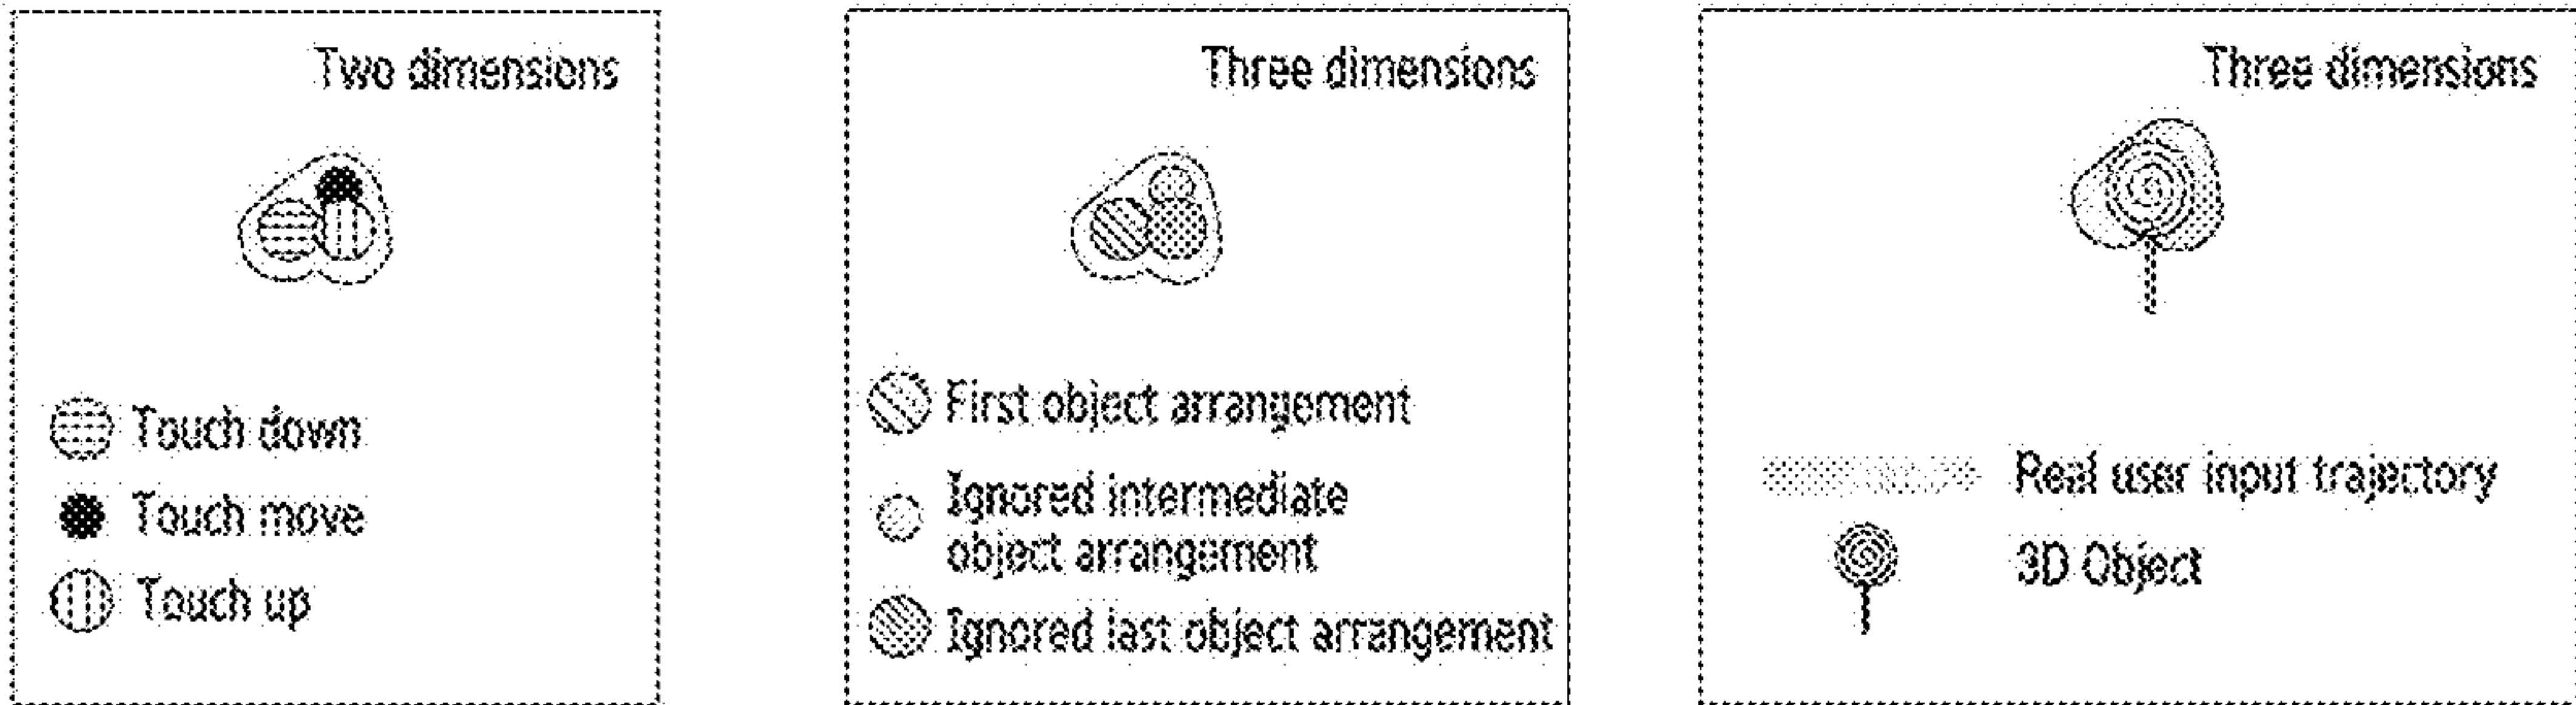 Two dimensions
Touch down
Touch move
Touch up
Three dimensions
First object arrangement
Ignored intermediate
object arrangement
Ignored last object arrangement
Three dimensions
Real user input trajectory
3D Object